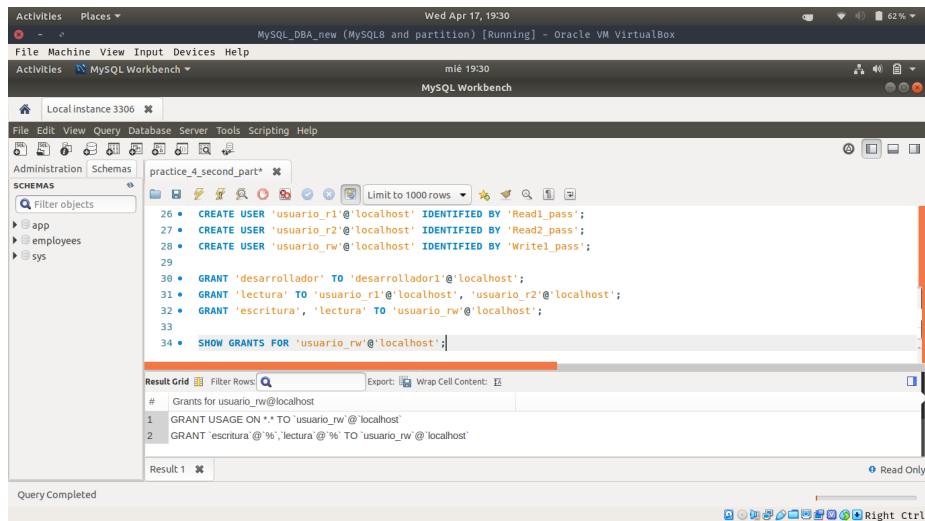 Activities Places Wed Apr 17, 19:30 62 %
MySQL_DBA_new (MySQL8 and partition) [Running] - Oracle VM VirtualBox
File Machine View Input Devices Help
Activities MySQL Workbench mié 19:30
MySQL Workbench
Local instance 3306
File Edit View Query Database Server Tools Scripting Help
Administration Schemas practice_4_second_part*
SCHEMAS
Limit to 1000 rows
Filter objects
app
employees
sys
26 CREATE USER 'usuario_r1'@'localhost' IDENTIFIED BY 'Read1_pass';
27 CREATE USER 'usuario_r2'@'localhost' IDENTIFIED BY 'Read2_pass';
28 CREATE USER 'usuario_rw'@'localhost' IDENTIFIED BY 'Write1_pass';
29
30 GRANT 'desarrollador' TO 'desarrollador1'@'localhost';
31 GRANT 'lectura' TO 'usuario_r1'@'localhost', 'usuario_r2'@'localhost';
32 GRANT 'escritura', 'lectura' TO 'usuario_rw'@'localhost';
33
34 SHOW GRANTS FOR 'usuario_rw'@'localhost';
Result Grid Filter Rows: Export: Wrap Cell Content:
# Grants for usuario_rw@localhost
1 GRANT USAGE ON *.* TO `usuario_rw`@`localhost`
2 GRANT `escritura`@`%`,`lectura`@`%` TO `usuario_rw`@`localhost`
Result 1 Read Only
Query Completed
Right Ctrl